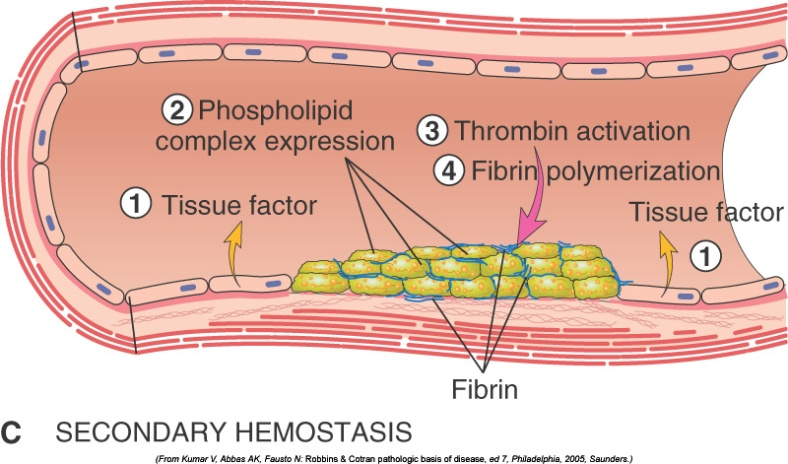 2 Phospholipid
complex expression
3 Thrombin activation
4 Fibrin polymerization
1 Tissue factor
Tissue factor
1
Fibrin
C SECONDARY HEMOSTASIS
(From Kumar V, Abbas AK, Fausto N: Robbins & Cotran pathologic basis of disease, ed 7, Philadelphia, 2005, Saunders.)